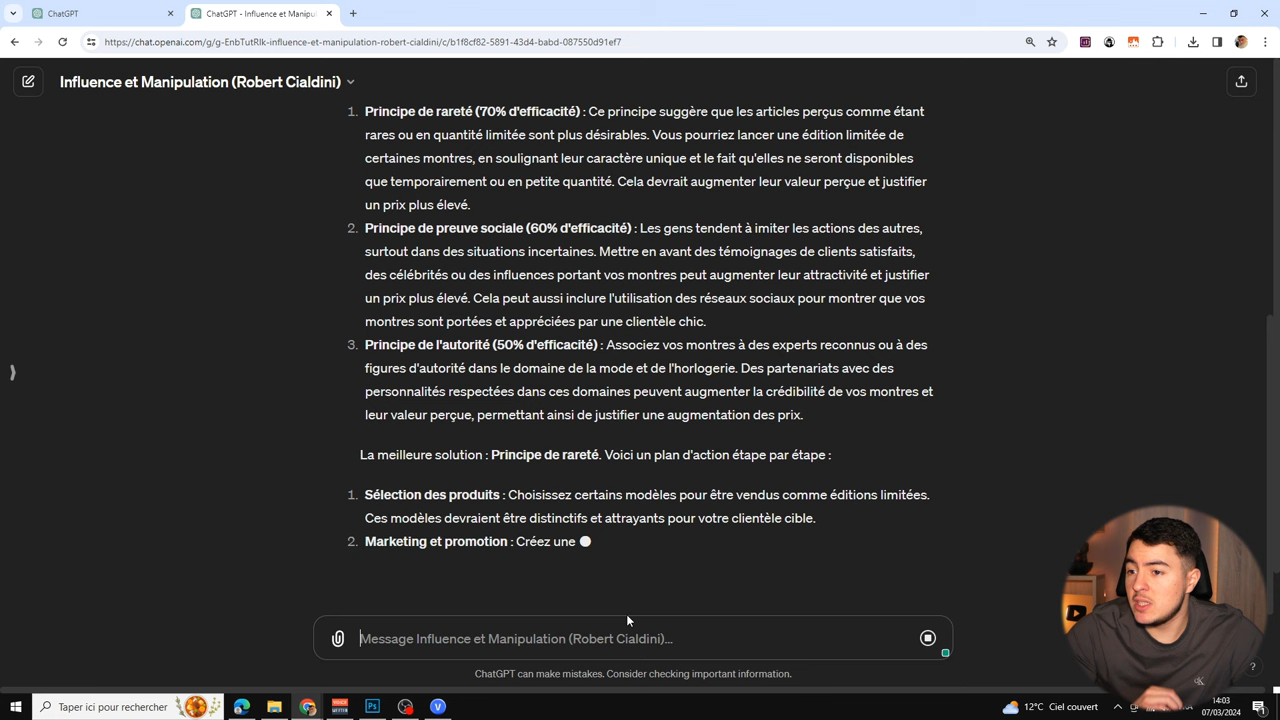 ChatGPT
ChatGPT - Influence et Manipul
https://chat.openai.com/g/g-EnbTutRlk-influence-et-manipulation-robert-cialdini/c/b1f8cf82-5891-43d4-babd-087550d91ef7
Influence et Manipulation (Robert Cialdini)
1. Principe de rareté (70% d'efficacité) : Ce principe suggère que les articles perçus comme étant
rares ou en quantité limitée sont plus désirables. Vous pourriez lancer une édition limitée de
certaines montres, en soulignant leur caractère unique et le fait qu'elles ne seront disponibles
que temporairement ou en petite quantité. Cela devrait augmenter leur valeur perçue et justifier
un prix plus élevé.
2. Principe de preuve sociale (60% d'efficacité) : Les gens tendent à imiter les actions des autres,
surtout dans des situations incertaines. Mettre en avant des témoignages de clients satisfaits,
des célébrités ou des influences portant vos montres peut augmenter leur attractivité et justifier
un prix plus élevé. Cela peut aussi inclure l'utilisation des réseaux sociaux pour montrer que vos
montres sont portées et appréciées par une clientèle chic.
3. Principe de l'autorité (50% d'efficacité) : Associez vos montres à des experts reconnus ou à des
figures d'autorité dans le domaine de la mode et de l'horlogerie. Des partenariats avec des
personnalités respectées dans ces domaines peuvent augmenter la crédibilité de vos montres et
leur valeur perçue, permettant ainsi de justifier une augmentation des prix.
La meilleure solution : Principe de rareté. Voici un plan d'action étape par étape :
1. Sélection des produits : Choisissez certains modèles pour être vendus comme éditions limitées.
Ces modèles devraient être distinctifs et attrayants pour votre clientèle cible.
2. Marketing et promotion : Créez une
Message Influence et Manipulation (Robert Cialdini)...
ChatGPT can make mistakes. Consider checking important information.
?
Taper ici pour rechercher
Ps
V
12°C Ciel couvert
14:03
07/03/2024